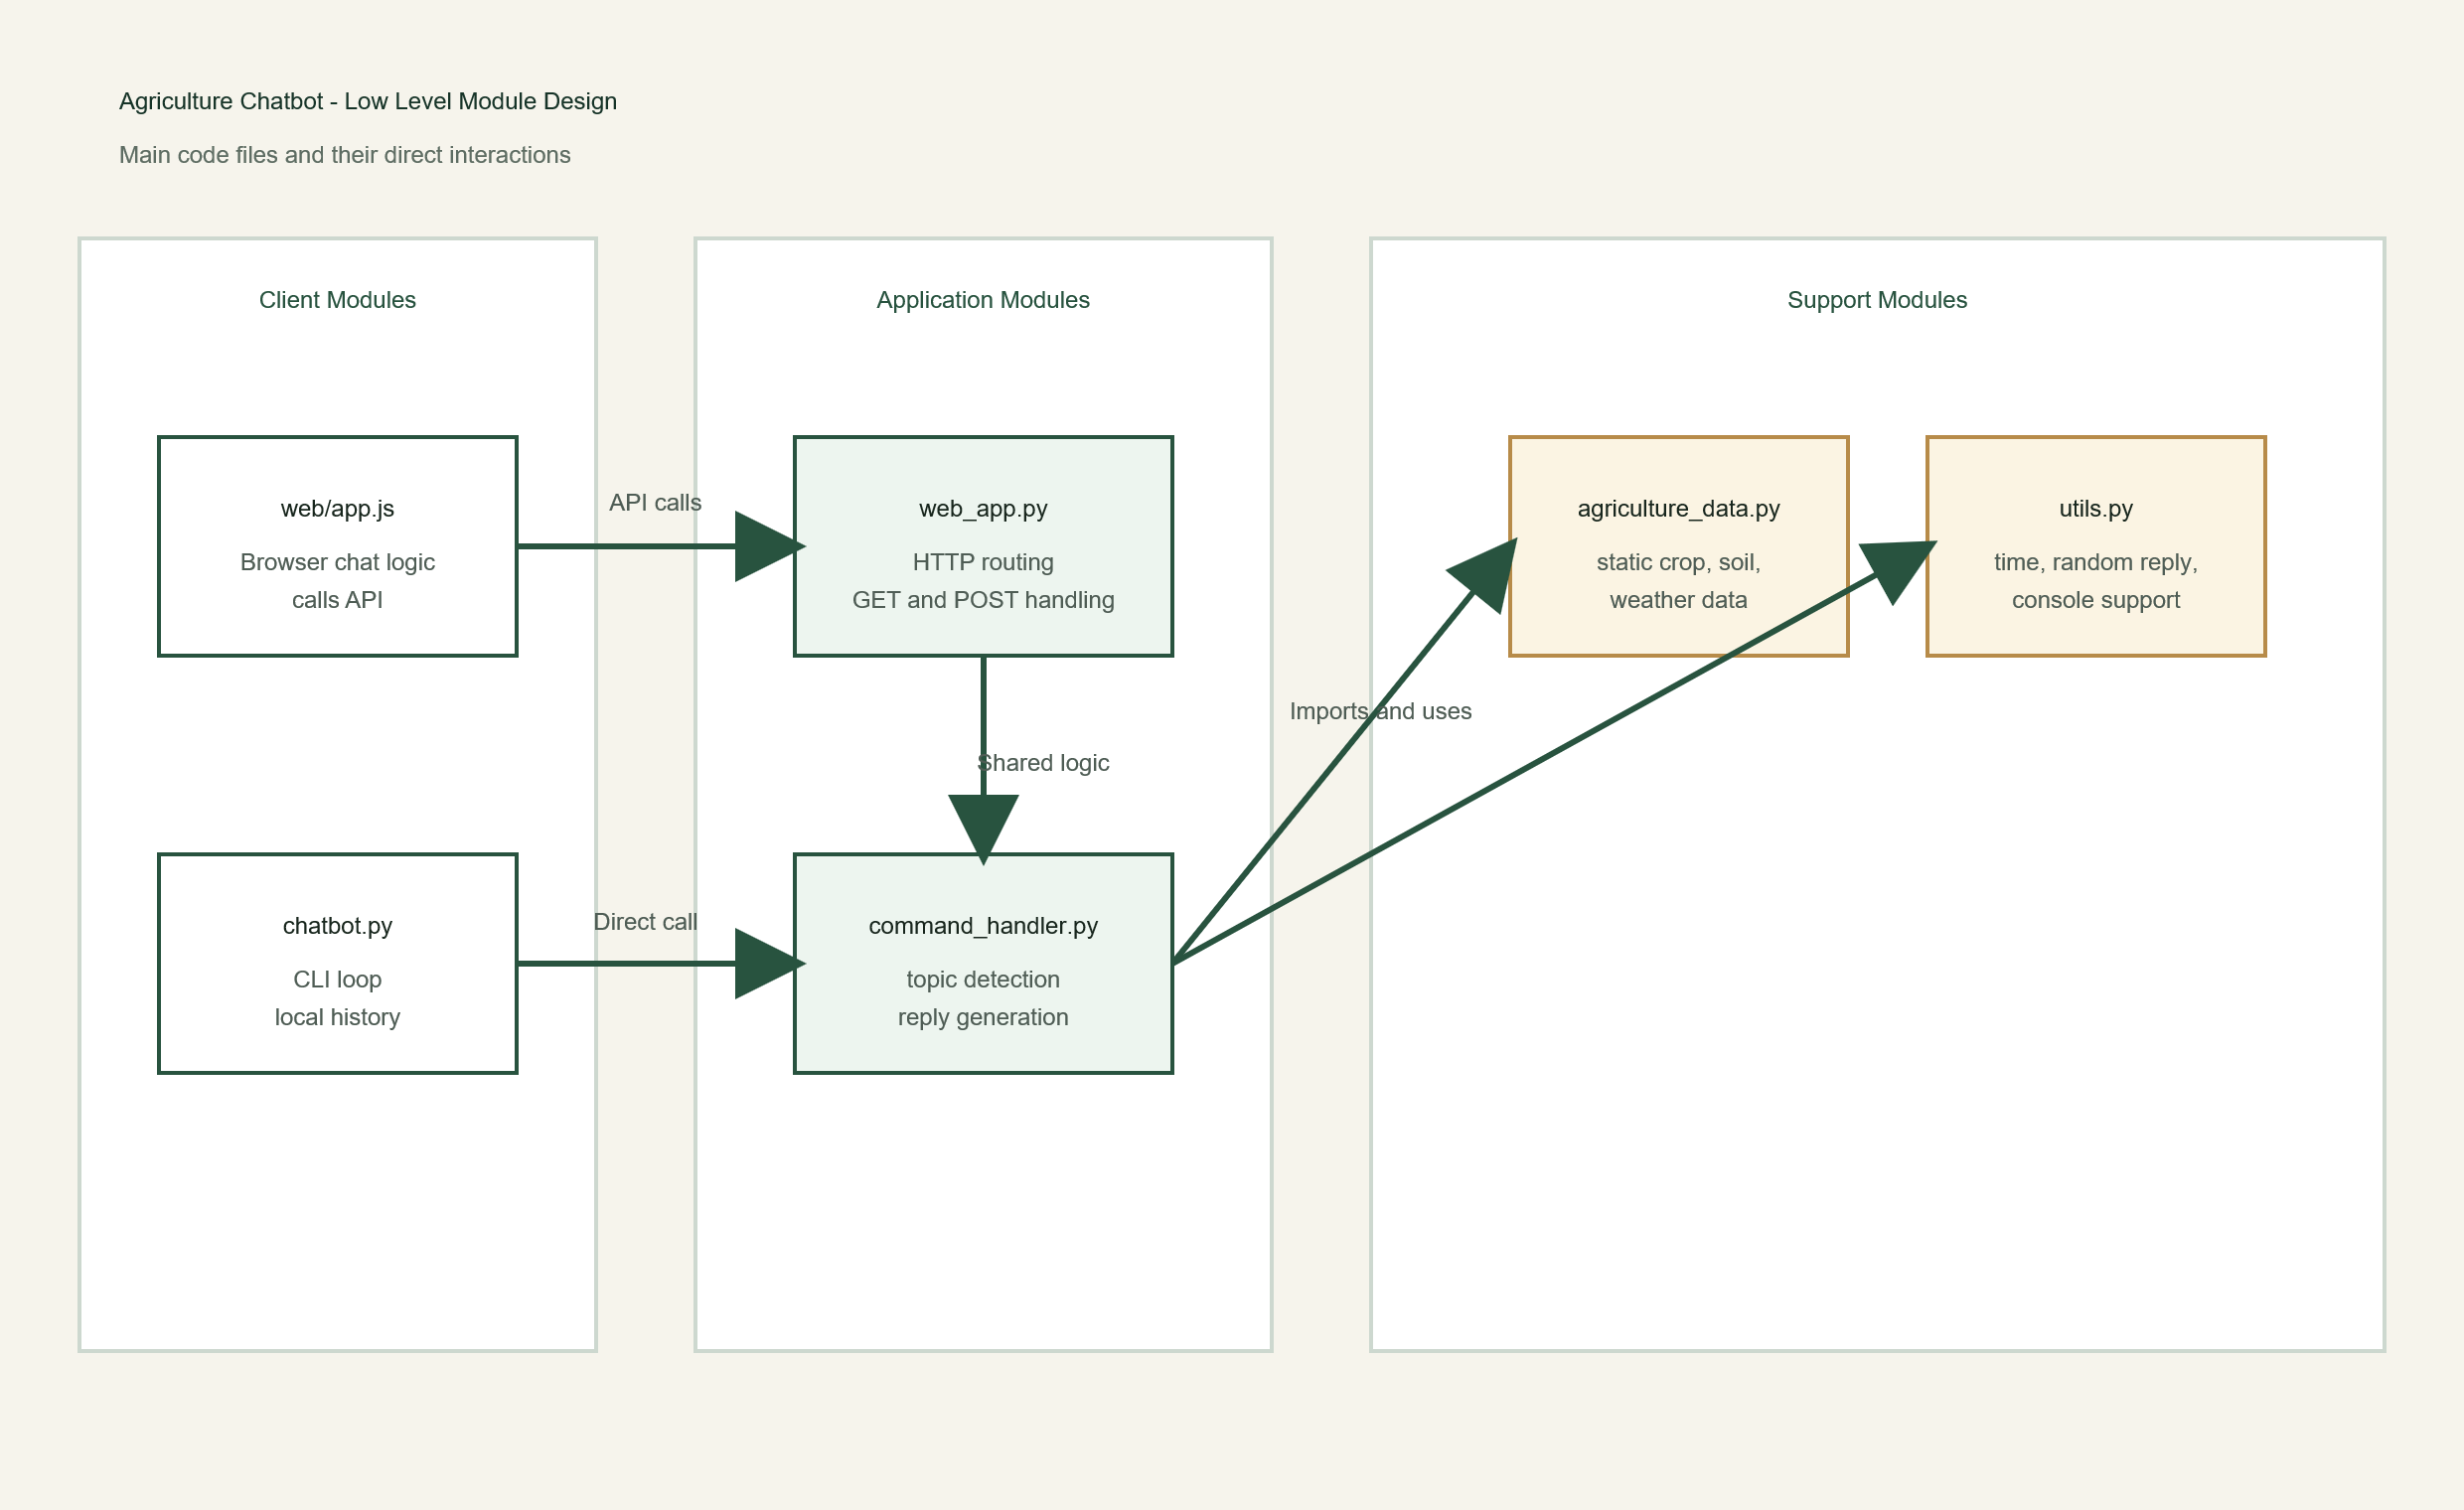 Agriculture Chatbot - Low Level Module Design
Main code files and their direct interactions
Client Modules
web/app.js
Browser chat logic
calls API
chatbot.py
CLI loop
local history
API calls
Direct call
Application Modules
web_app.py
HTTP routing
GET and POST handling
Shared logic
command_handler.py
topic detection
reply generation
Imports and uses
Support Modules
agriculture_data.py
static crop, soil,
weather data
utils.py
time, random reply,
console support